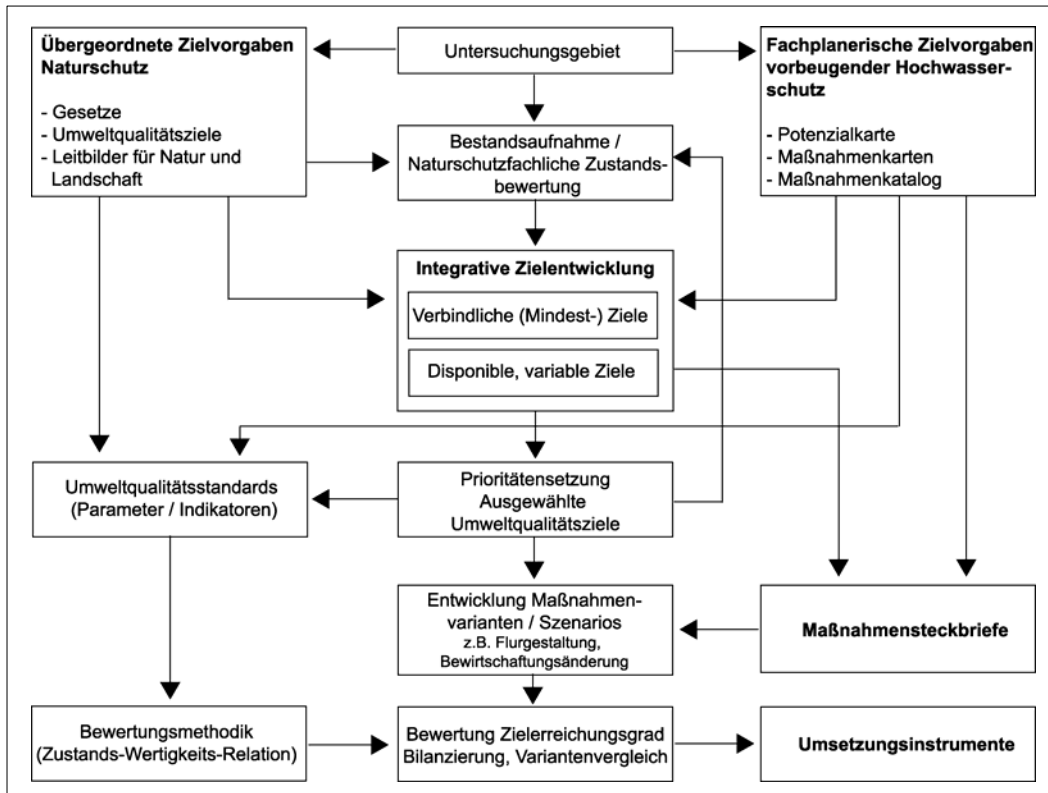 Übergeordnete Zielvorgaben
Naturschutz
- Gesetze
- Umweltqualitätsziele
- Leitbilder für Natur und
Landschaft
Untersuchungsgebiet
Fachplanerische Zielvorgaben
vorbeugender Hochwasser-
schutz
- Potenzialkarte
- Maßnahmenkarten
- Maßnahmenkatalog
Bestandsaufnahme /
Naturschutzfachliche Zustands-
bewertung
Integrative Zielentwicklung
Verbindliche (Mindest-) Ziele
Disponible, variable Ziele
Umweltqualitätsstandards
(Parameter / Indikatoren)
Prioritätensetzung
Ausgewählte
Umweltqualitätsziele
Entwicklung Maßnahmen-
varianten / Szenarios
z.B. Flurgestaltung,
Bewirtschaftungsänderung
Maßnahmensteckbriefe
Bewertungsmethodik
(Zustands-Wertigkeits-Relation)
Bewertung Zielerreichungsgrad
Bilanzierung, Variantenvergleich
Umsetzungsinstrumente